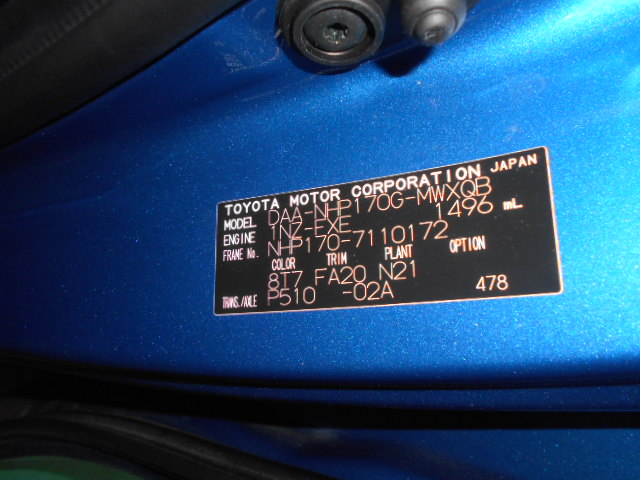 TOYOTA MOTOR CORPORATION JAPAN
MODEL DAA-NHP170G-MWXQB
ENGINE 1NZ-FXE 1496 mL
FRAME No. NHP170-7110172
COLOR TRIM PLANT OPTION
8T7 FA20 N21
TRANS./AXLE P510 -02A 478